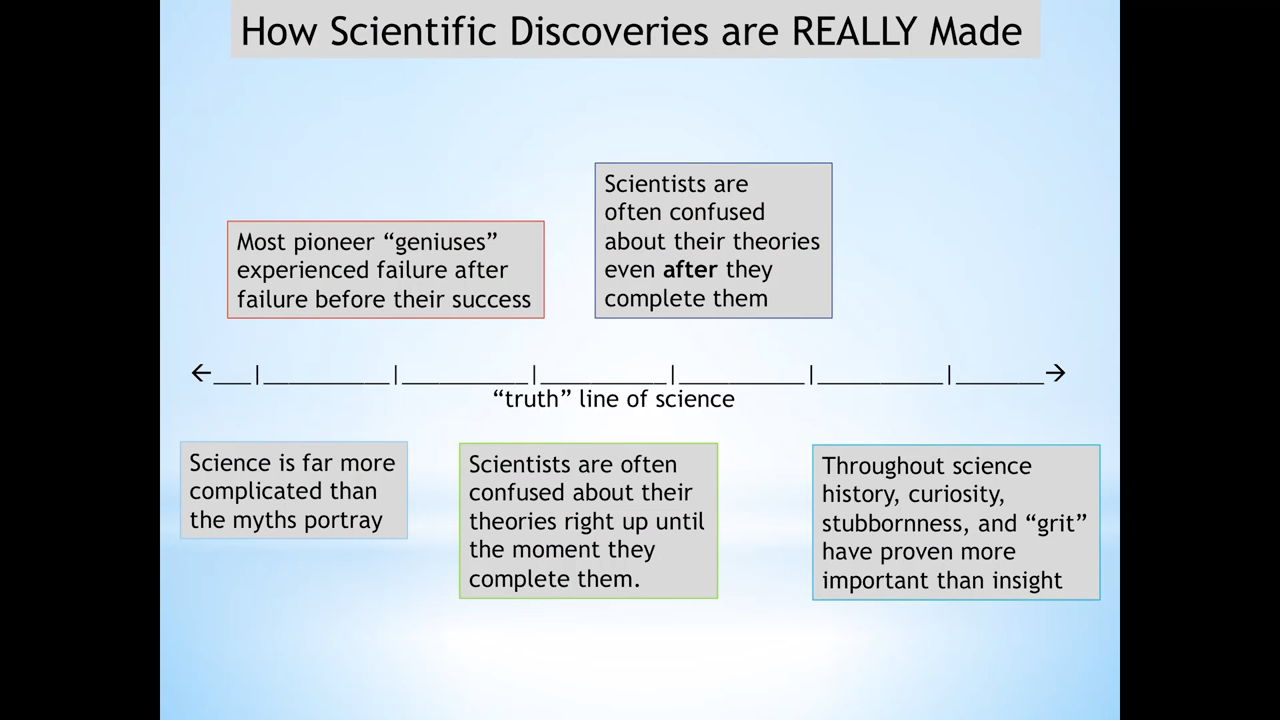 How Scientific Discoveries are REALLY Made
Most pioneer “geniuses”
experienced failure after
failure before their success
Scientists are
often confused
about their theories
even after they
complete them
←___|__________|__________|__________|__________|__________|_______→
“truth” line of science
Science is far more
complicated than
the myths portray
Scientists are often
confused about their
theories right up until
the moment they
complete them.
Throughout science
history, curiosity,
stubbornness, and “grit”
have proven more
important than insight